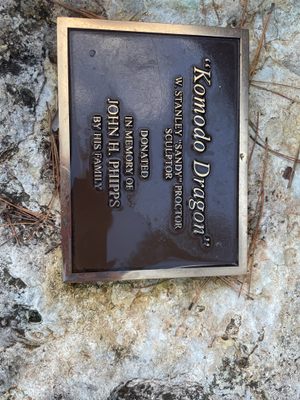 "Komodo Dragon"
W. STANLEY "SANDY" PROCTOR
SCULPTOR
DONATED
IN MEMORY OF
JOHN H. PHIPPS
BY HIS FAMILY